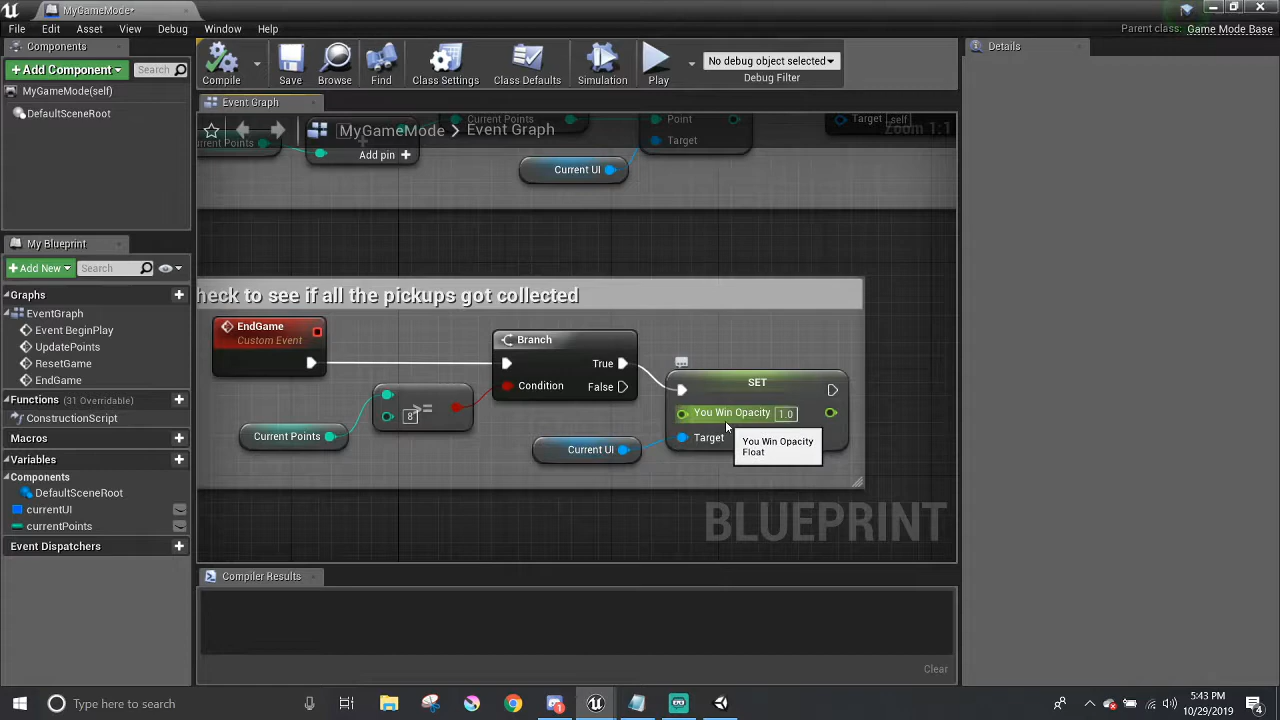 MyGameMode*
File Edit Asset View Debug Window Help
Parent class: Game Mode Base
Components
Add Component
Search
MyGameMode(self)
DefaultSceneRoot
Compile
Save
Browse
Find
Class Settings
Class Defaults
Simulation
Play
No debug object selected
Debug Filter
Details
Event Graph
MyGameMode > Event Graph
Zoom 1:1
Current Points
Point
Target self
urrent Points
Add pin +
Target
Current UI
My Blueprint
Add New
Search
Graphs
EventGraph
Event BeginPlay
UpdatePoints
ResetGame
EndGame
Functions (31 Overridable)
ConstructionScript
Macros
Variables
Components
DefaultSceneRoot
currentUI
currentPoints
Event Dispatchers
heck to see if all the pickups got collected
EndGame
Custom Event
Branch
True
Condition
False
>=
8
Current Points
Current UI
SET
You Win Opacity 1.0
Target
You Win Opacity
Float
BLUEPRINT
Compiler Results
Clear
Type here to search
5:43 PM
10/29/2019
4